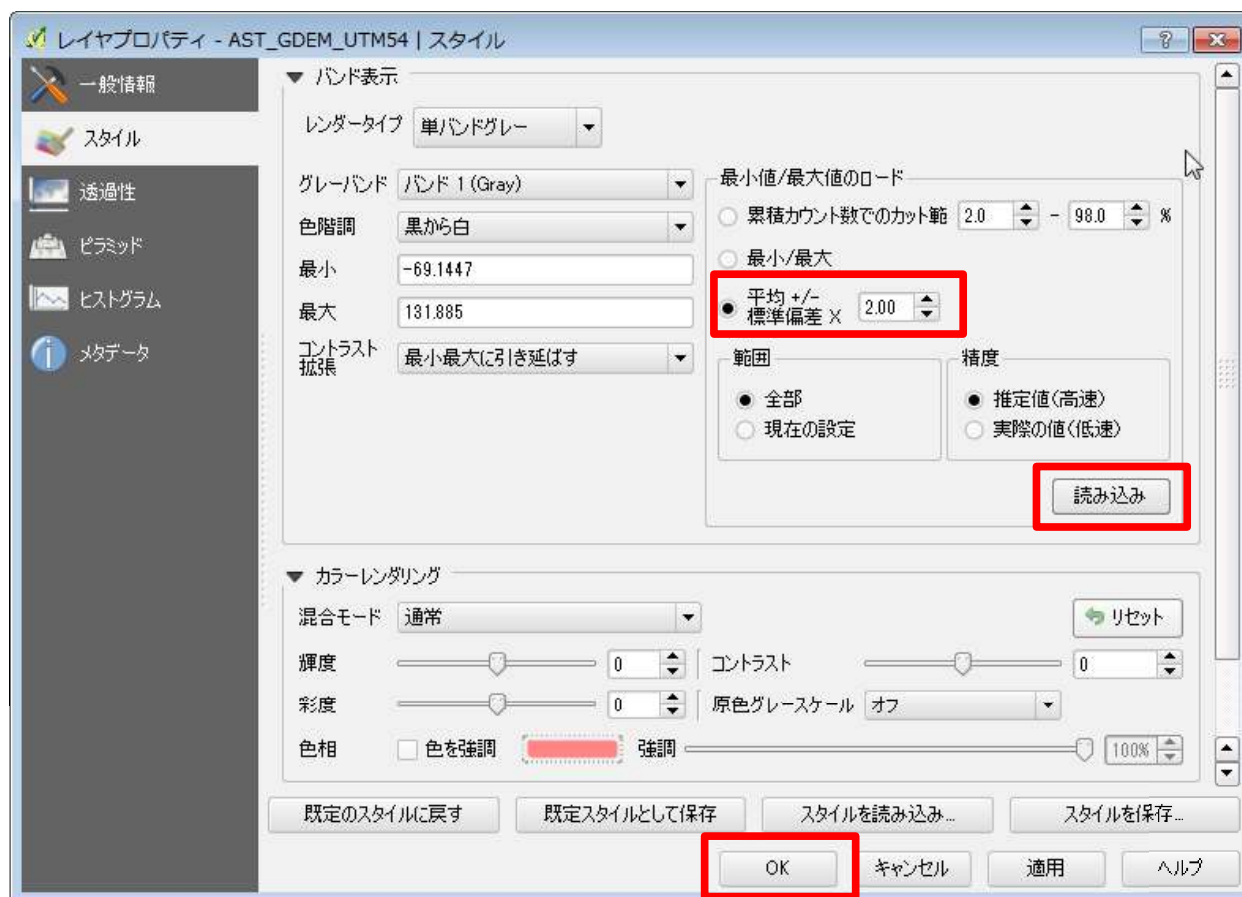 レイヤプロパティ - AST_GDEM_UTM54 | スタイル
一般情報
スタイル
透過性
ピラミッド
ヒストグラム
メタデータ
バンド表示
レンダータイプ 単バンドグレー
グレーバンド バンド 1 (Gray)
色階調 黒から白
最小 -69.1447
最大 131.885
コントラスト
拡張 最小最大に引き延ばす
最小値/最大値のロード
累積カウント数でのカット範 2.0 - 98.0 %
最小/最大
平均 +/-
標準偏差 × 2.00
範囲
全部
現在の設定
精度
推定値(高速)
実際の値(低速)
読み込み
カラーレンダリング
混合モード 通常
リセット
輝度 0 コントラスト 0
彩度 0 原色グレースケール オフ
色相 色を強調 強調 100%
既定のスタイルに戻す 既定スタイルとして保存 スタイルを読み込み... スタイルを保存...
OK キャンセル 適用 ヘルプ